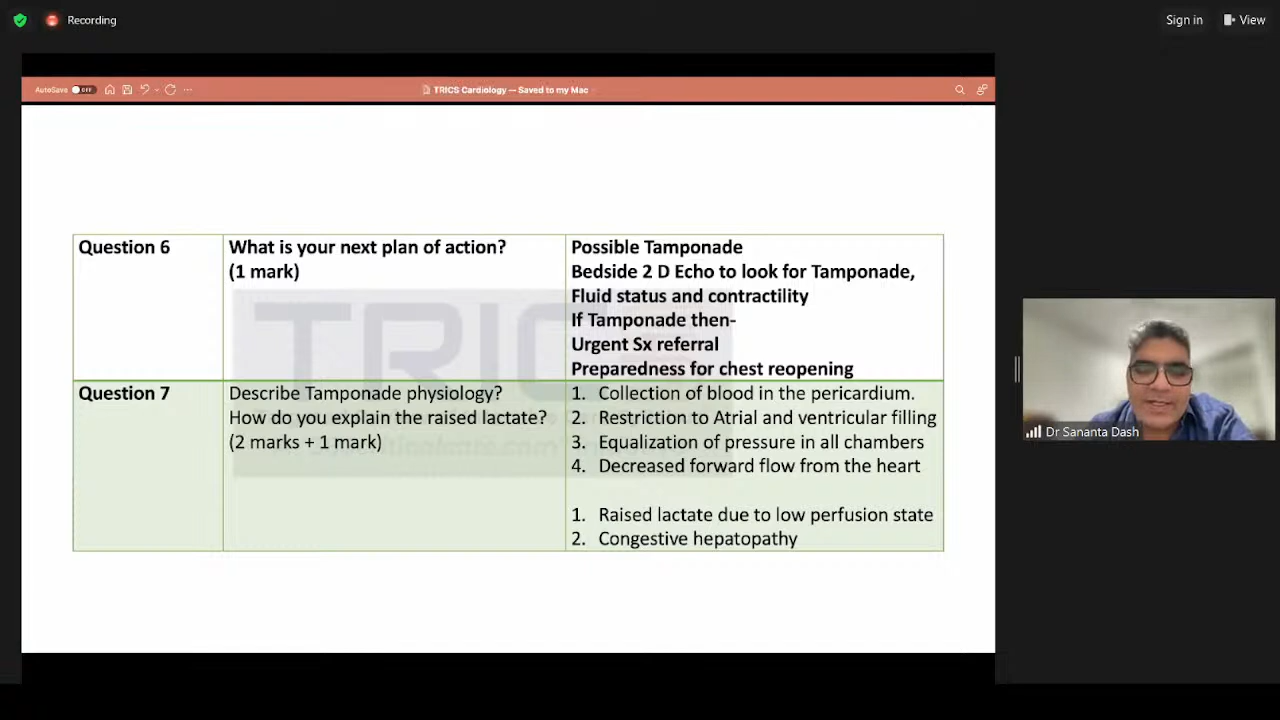 Recording
Sign in
View
AutoSave OFF
TRICS Cardiology — Saved to my Mac
Question 6
What is your next plan of action?
(1 mark)
Possible Tamponade
Bedside 2 D Echo to look for Tamponade,
Fluid status and contractility
If Tamponade then-
Urgent Sx referral
Preparedness for chest reopening
TRICS
Question 7
Describe Tamponade physiology?
How do you explain the raised lactate?
(2 marks + 1 mark)
1. Collection of blood in the pericardium.
2. Restriction to Atrial and ventricular filling
3. Equalization of pressure in all chambers
4. Decreased forward flow from the heart
1. Raised lactate due to low perfusion state
2. Congestive hepatopathy
Dr Sananta Dash